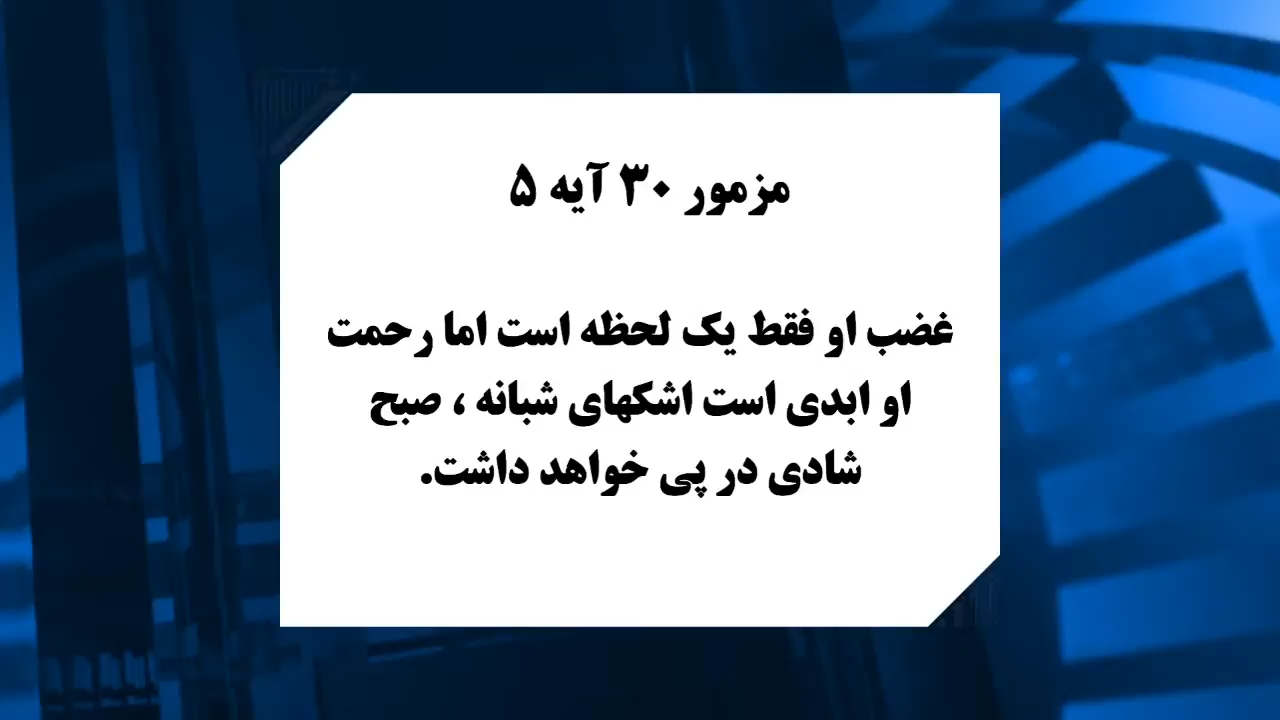 مزمور ۳۰ آیه ۵
غضب او فقط یک لحظه است اما رحمت
او ابدی است اشکهای شبانه ، صبح
شادی در پی خواهد داشت.